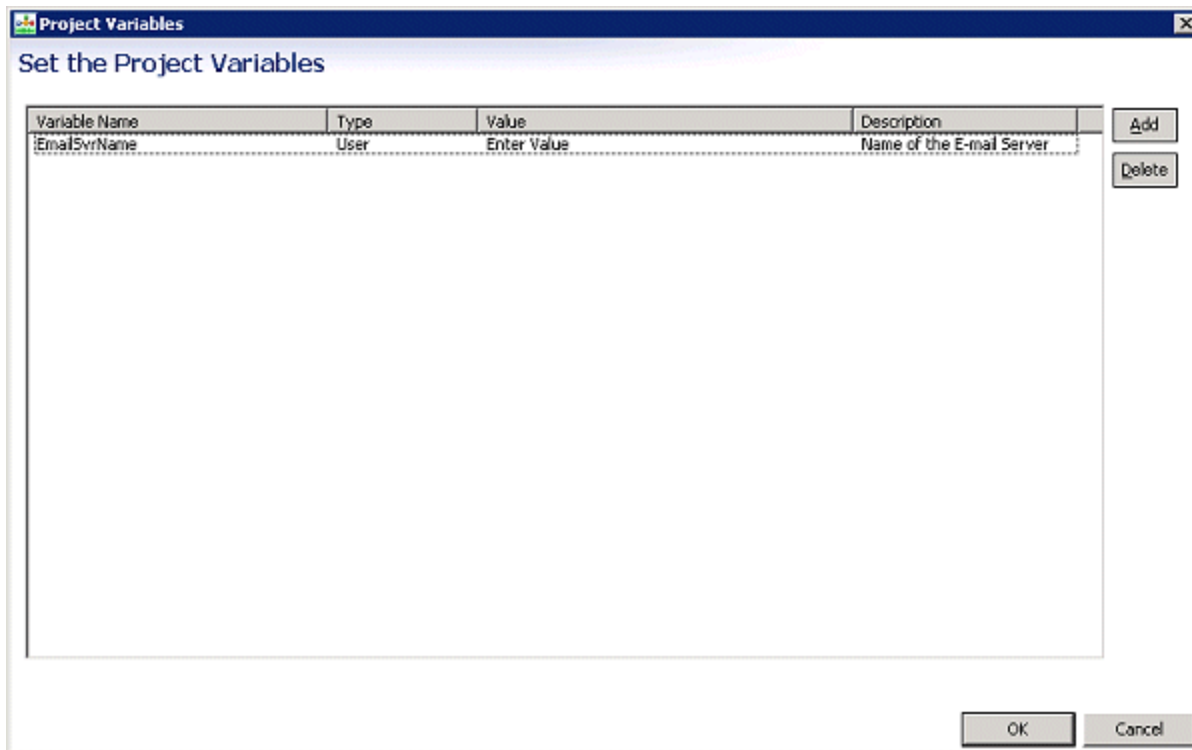 Project Variables
Set the Project Variables
Variable Name Type Value Description
EmailSvrName User Enter Value Name of the E-mail Server
Add
Delete
OK Cancel